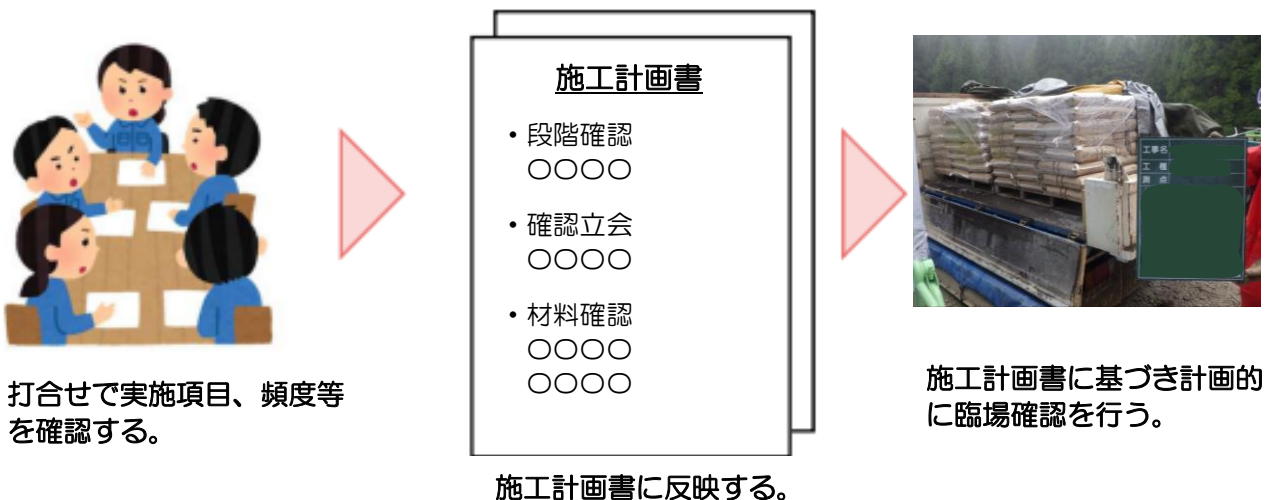 打合せで実施項目、頻度等
を確認する。
施工計画書
・段階確認
〇〇〇〇
・確認立会
〇〇〇〇
・材料確認
〇〇〇〇
〇〇〇〇
施工計画書に反映する。
工事名
工 種
測 点
施工計画書に基づき計画的
に臨場確認を行う。